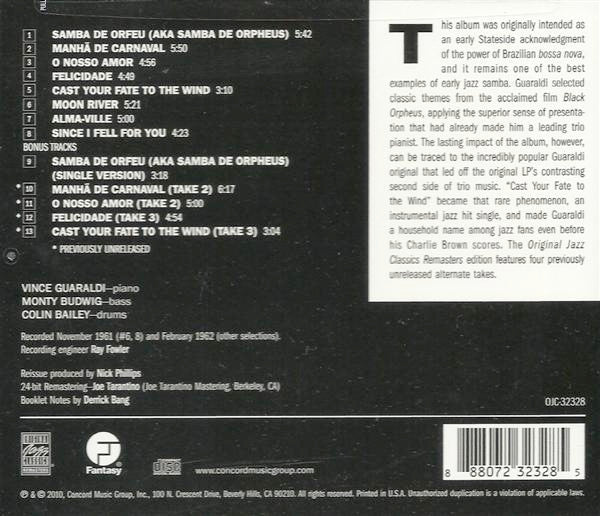 1 SAMBA DE ORFEU (AKA SAMBA DE ORPHEUS) 5:42
2 MANHÃ DE CARNAVAL 5:50
3 O NOSSO AMOR 4:56
4 FELICIDADE 4:49
5 CAST YOUR FATE TO THE WIND 3:10
6 MOON RIVER 5:21
7 ALMA-VILLE 5:00
8 SINCE I FELL FOR YOU 4:23
BONUS TRACKS
9 SAMBA DE ORFEU (AKA SAMBA DE ORPHEUS)
(SINGLE VERSION) 3:18
* 10 MANHÃ DE CARNAVAL (TAKE 2) 6:17
* 11 O NOSSO AMOR (TAKE 2) 5:00
* 12 FELICIDADE (TAKE 3) 4:54
* 13 CAST YOUR FATE TO THE WIND (TAKE 3) 3:04
* PREVIOUSLY UNRELEASED
VINCE GUARALDI—piano
MONTY BUDWIG—bass
COLIN BAILEY—drums
Recorded November 1961 (#6, 8) and February 1962 (other selections).
Recording engineer Ray Fowler
Reissue produced by Nick Phillips
24-bit Remastering—Joe Tarantino (Joe Tarantino Mastering, Berkeley, CA)
Booklet Notes by Derrick Bang
This album was originally intended as
an early Stateside acknowledgment
of the power of Brazilian bossa nova,
and it remains one of the best
examples of early jazz samba. Guaraldi selected
classic themes from the acclaimed film Black
Orpheus, applying the superior sense of presenta-
tion that had already made him a leading trio
pianist. The lasting impact of the album, however,
can be traced to the incredibly popular Guaraldi
original that led off the original LP's contrasting
second side of trio music. "Cast Your Fate to
the Wind" became that rare phenomenon, an
instrumental jazz hit single, and made Guaraldi
a household name among jazz fans even before
his Charlie Brown scores. The Original Jazz
Classics Remasters edition features four previously
unreleased alternate takes.
OJC-32328
ORIGINAL
Jazz
CLASSICS
REMASTERS
F
Fantasy
COMPACT
disc
DIGITAL AUDIO
www.concordmusicgroup.com
8 88072 32328 5
℗ & © 2010, Concord Music Group, Inc., 100 N. Crescent Drive, Beverly Hills, CA 90210. All rights reserved. Printed in U.S.A. Unauthorized duplication is a violation of applicable laws.